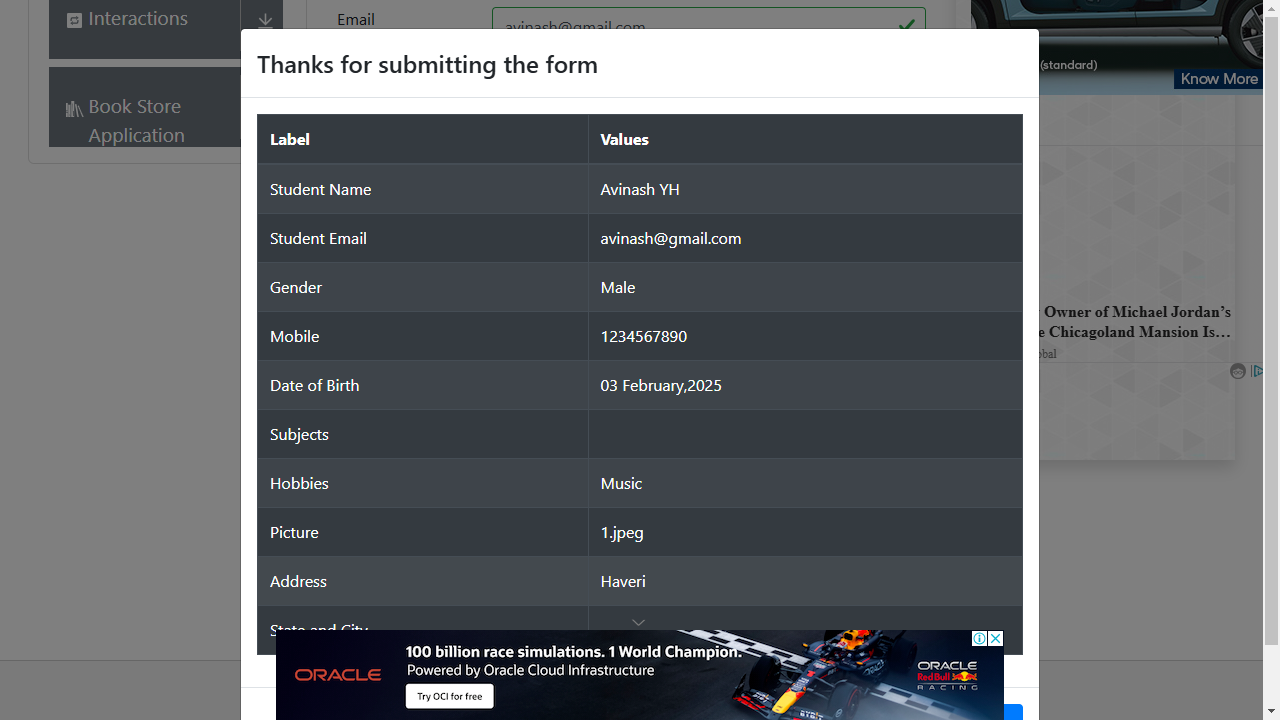 Interactions
Email
avinash@gmail.com
Thanks for submitting the form
(standard)
Know More
Book Store
Application
Label Values
Student Name Avinash YH
Student Email avinash@gmail.com
Gender Male
Mobile 1234567890
Date of Birth 03 February,2025
Subjects
Hobbies Music
Picture 1.jpeg
Address Haveri
State and City
Owner of Michael Jordan's
Chicagoland Mansion Is…
100 billion race simulations. 1 World Champion.
Powered by Oracle Cloud Infrastructure
ORACLE
Try OCI for free
ORACLE
Red Bull
RACING